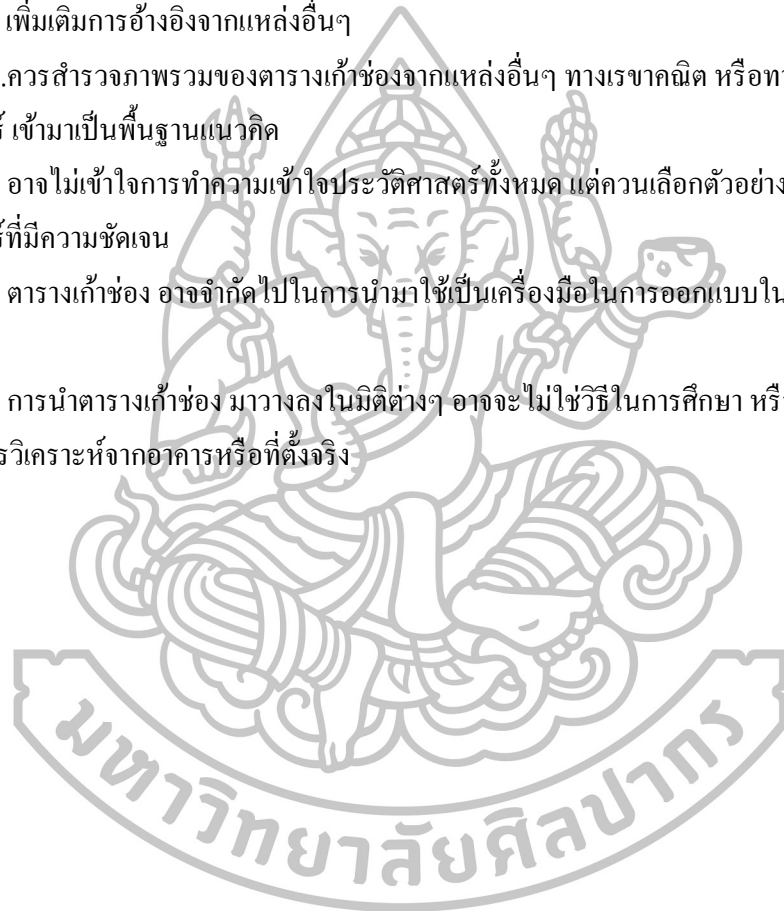 เพิ่มเติมการอ้างอิงจากแหล่งอื่นๆ
.ควรสำรวจภาพรวมของตารางเก้าช่องจากแหล่งอื่นๆ ทางเรขาคณิต หรือทา
ร์ เข้ามาเป็นพื้นฐานแนวคิด
อาจไม่เข้าใจการทำความเข้าใจประวัติศาสตร์ทั้งหมด แต่ควนเลือกตัวอย่าง
ร์ที่มีความชัดเจน
ตารางเก้าช่อง อาจจำกัดไปในการนำมาใช้เป็นเครื่องมือในการออกแบบใน
การนำตารางเก้าช่อง มาวางลงในมิติต่างๆ อาจจะไม่ใช่วิธีในการศึกษา หรื
รวิเคราะห์จากอาคารหรือที่ตั้งจริง
มหาวิทยาลัยศิลปากร